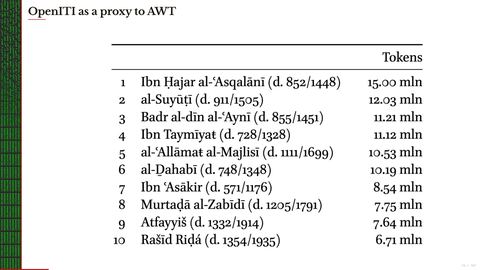 OpenITI as a proxy to AWT
Tokens
1 Ibn Ḥajar al-ʿAsqalānī (d. 852/1448) 15.00 mln
2 al-Suyūṭī (d. 911/1505) 12.03 mln
3 Badr al-dīn al-ʿAynī (d. 855/1451) 11.21 mln
4 Ibn Taymīyaŧ (d. 728/1328) 11.12 mln
5 al-ʿAllāmaŧ al-Majlisī (d. 1111/1699) 10.53 mln
6 al-Ḏahabī (d. 748/1348) 10.19 mln
7 Ibn ʿAsākir (d. 571/1176) 8.54 mln
8 Murtaḍá al-Zabīdī (d. 1205/1791) 7.75 mln
9 Atfayyiš (d. 1332/1914) 7.64 mln
10 Rašīd Riḍá (d. 1354/1935) 6.71 mln